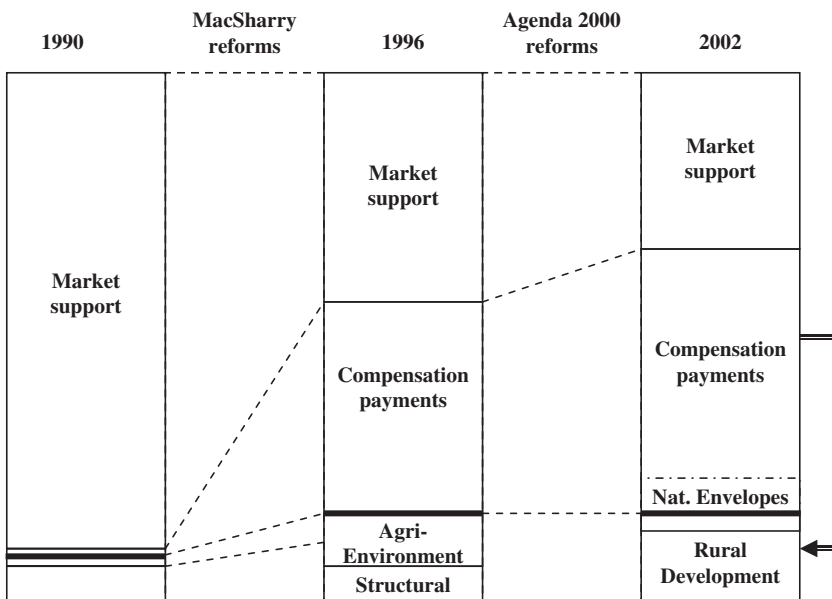 1990
MacSharry
reforms
1996
Agenda 2000
reforms
2002
Market
support
Market
support
Compensation
payments
Agri-
Environment
Structural
Market
support
Compensation
payments
Nat. Envelopes
Rural
Development